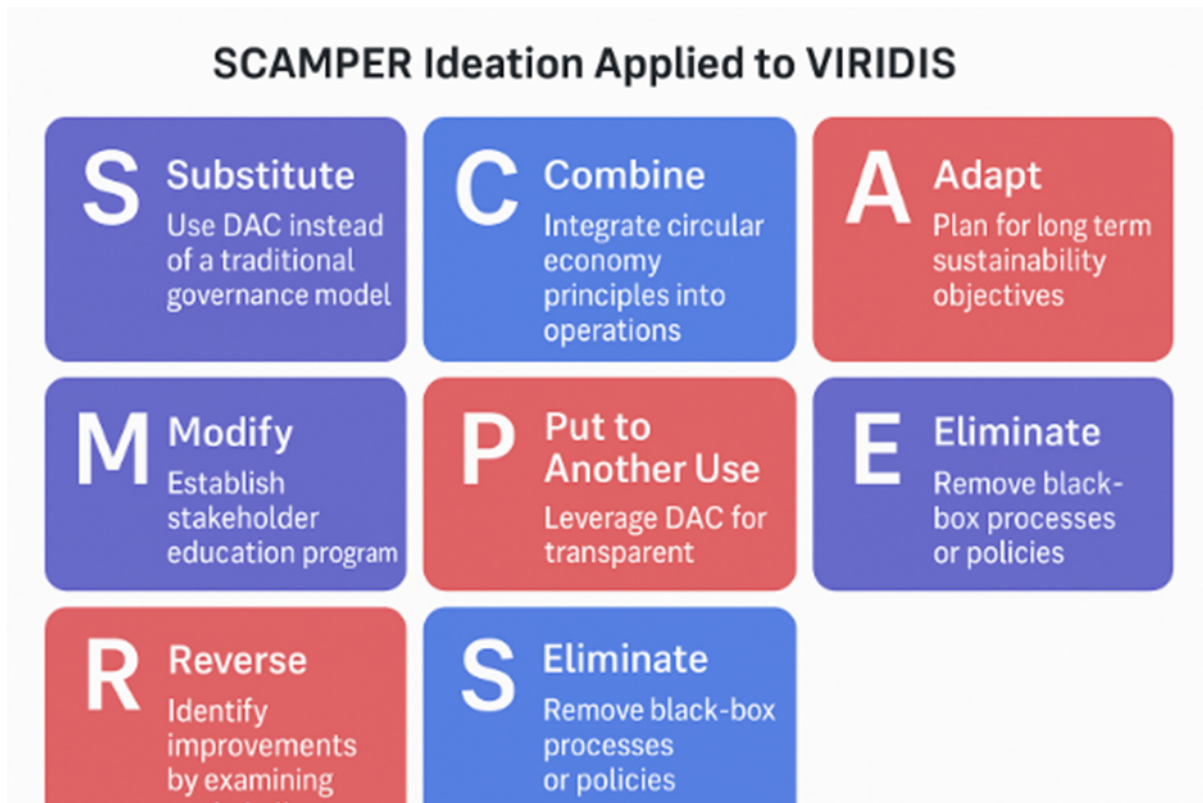 SCAMPER Ideation Applied to VIRIDIS
S
Substitute
Use DAC instead
of a traditional
governance model
C
Combine
Integrate circular
economy
principles into
operations
A
Adapt
Plan for long term
sustainability
objectives
M
Modify
Establish
stakeholder
education program
P
Put to
Another Use
Leverage DAC for
transparent
E
Eliminate
Remove black-
box processes
or policies
R
Reverse
Identify
improvements
by examining
S
Eliminate
Remove black-box
processes
or policies